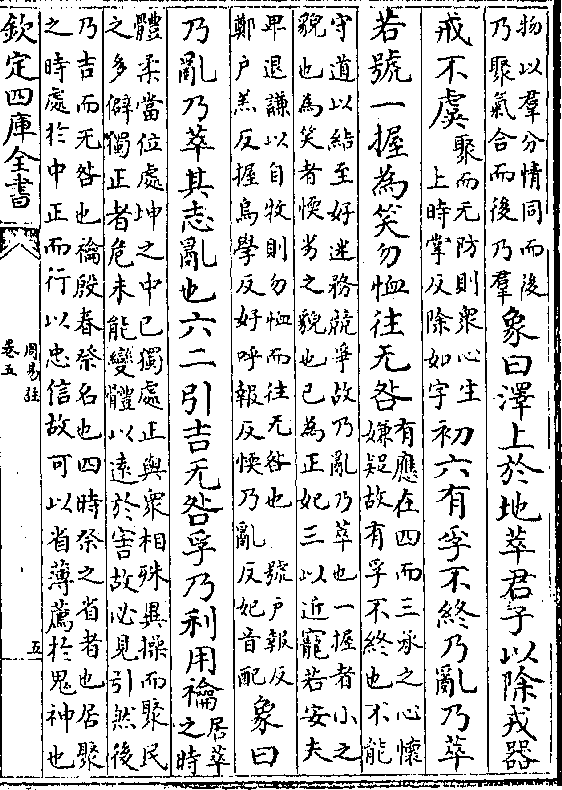 物以羣分情同而後
乃聚氣合而後乃羣
象曰澤上於地萃君子以除戎器
戒不虞
聚而无防則衆心生
上時掌反除如字
初六有孚不終乃亂乃萃
若號一握為笑勿恤往无咎
有應在四而三承之心懷
嫌疑故有孚不終也不能
守道以結至好迷務競爭故乃亂乃萃也一握者小之
貌也為笑者愞劣之貌也已為正妃三以近寵若安夫
卑退謙以自牧則勿恤而往无咎也 號戶報反
鄭戶羔反握烏學反好呼報反愞乃亂反妃音配
象曰
乃亂乃萃其志亂也六二引吉无咎孚乃利用禴
居萃
之時
體柔當位處坤之中已獨處正與衆相殊異操而聚民
之多僻獨正者危未能變體以遠於害故必見引然後
乃吉而无咎也禴殷春祭名也四時祭之省者也居聚
之時處於中正而行以忠信故可以省薄薦於鬼神也
欽定四庫全書
周易註
卷五
五